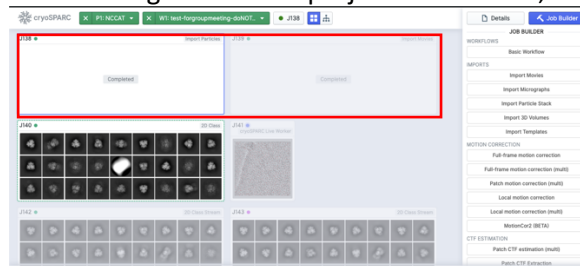 cryoSPARC P1: NCCAT W1: test-forgroupmeeting-doNOT... J138
Details Job Builder
JOB BUILDER
WORKFLOWS
Basic Workflow
IMPORTS
Import Movies
Import Micrographs
Import Particle Stack
Import 3D Volumes
Import Templates
MOTION CORRECTION
Full-frame motion correction
Full-frame motion correction (multi)
Patch motion correction (multi)
Local motion correction
Local motion correction (multi)
MotionCor2 (BETA)
CTF ESTIMATION
Patch CTF estimation (multi)
Patch CTF Extraction
J138 Import Particles
Completed
J139 Import Movies
Completed
J140 2D Class
J141
cryoSPARC Live Worker
J142 2D Class Stream
J143 2D Class Stream